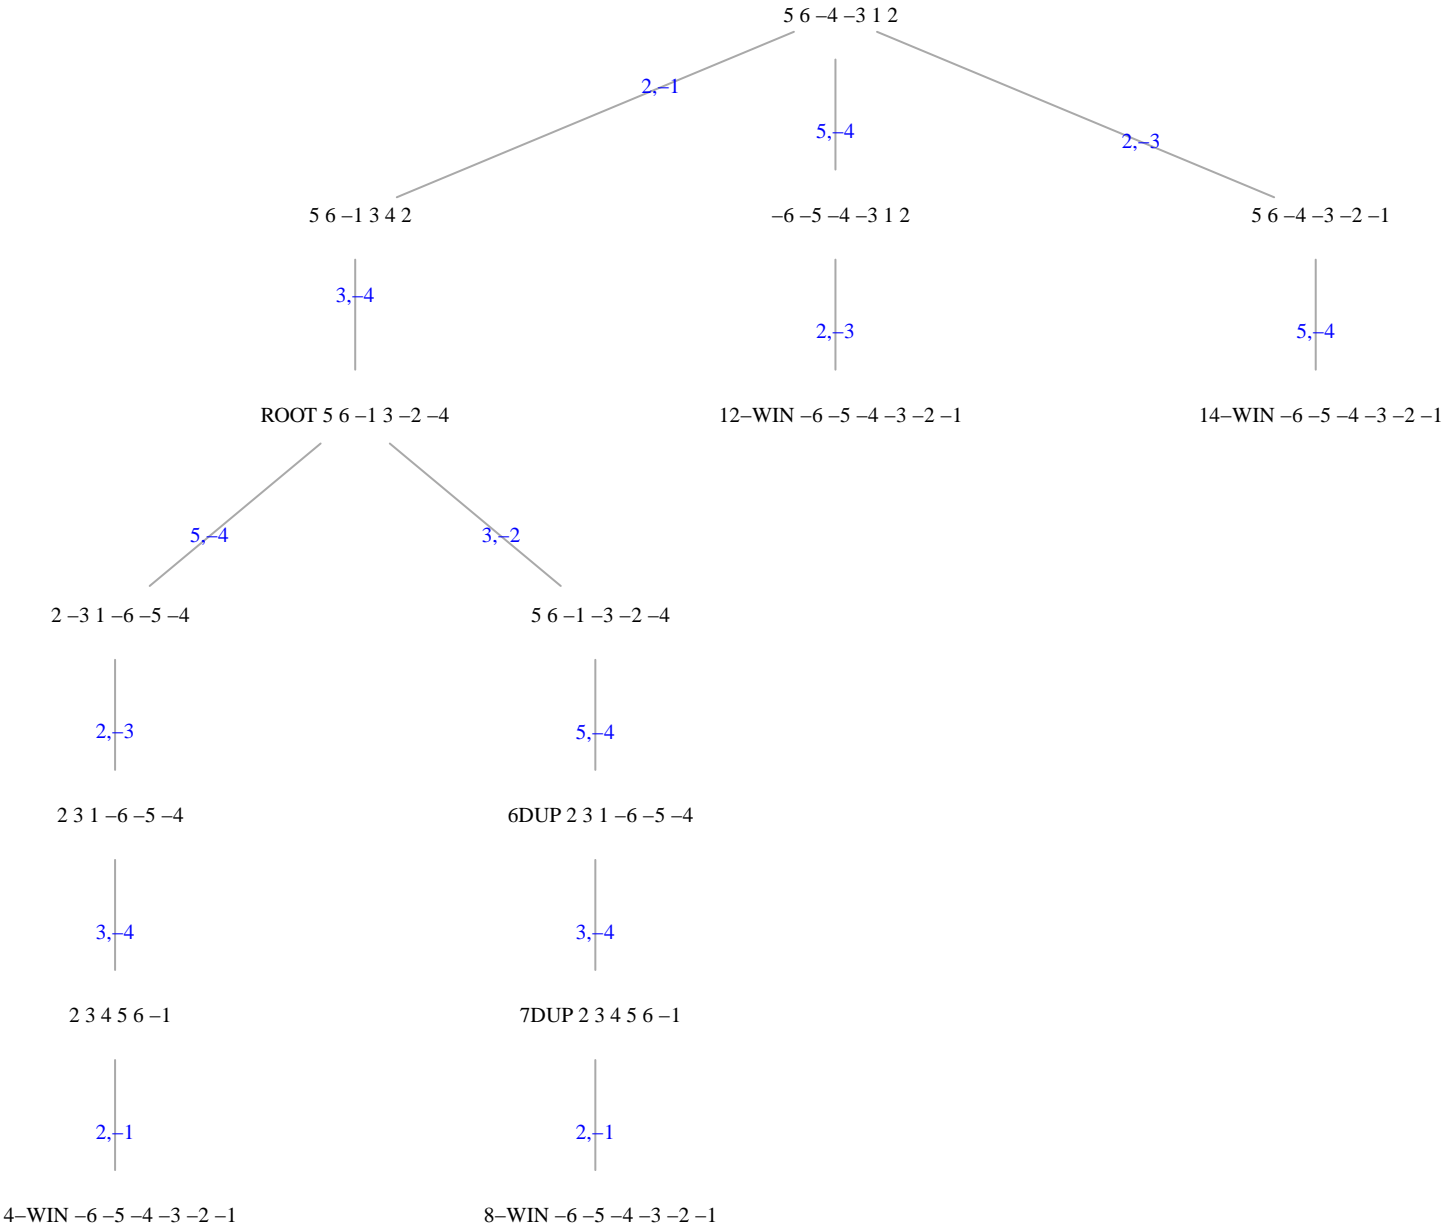 5 6 –4 –3 1 2
2,–1
5,–4
2,–3
5 6 –1 3 4 2
–6 –5 –4 –3 1 2
5 6 –4 –3 –2 –1
3,–4
2,–3
5,–4
ROOT 5 6 –1 3 –2 –4
12–WIN –6 –5 –4 –3 –2 –1
14–WIN –6 –5 –4 –3 –2 –1
5,–4
3,–2
2 –3 1 –6 –5 –4
5 6 –1 –3 –2 –4
2,–3
5,–4
2 3 1 –6 –5 –4
6DUP 2 3 1 –6 –5 –4
3,–4
3,–4
2 3 4 5 6 –1
7DUP 2 3 4 5 6 –1
2,–1
2,–1
4–WIN –6 –5 –4 –3 –2 –1
8–WIN –6 –5 –4 –3 –2 –1